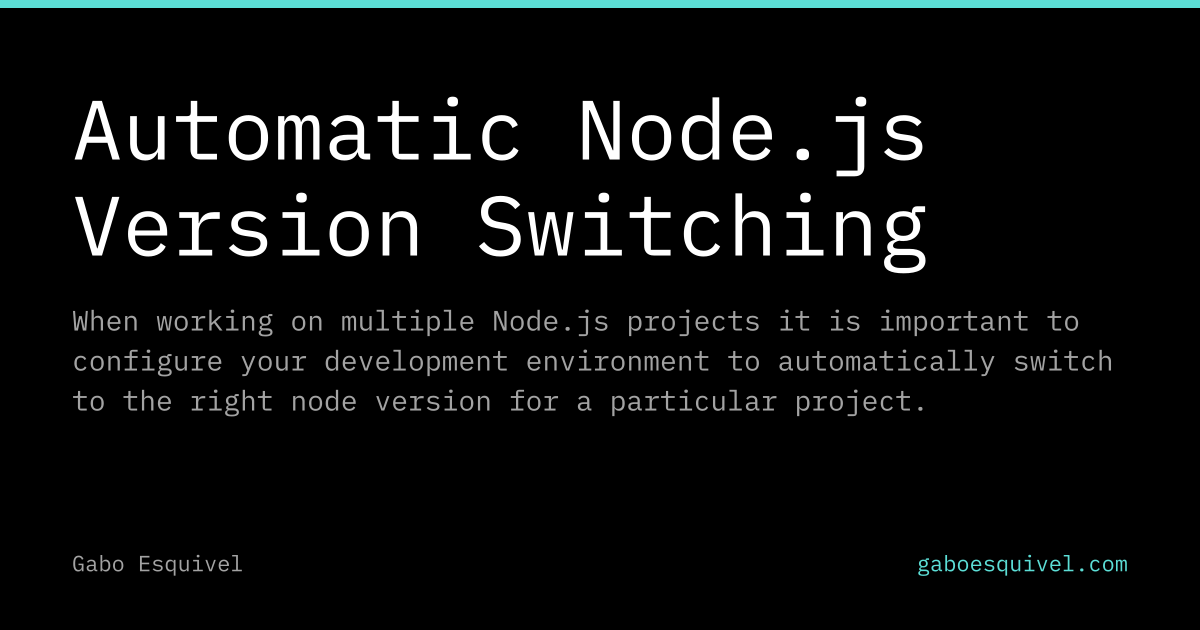 Automatic Node.js
Version Switching
When working on multiple Node.js projects it is important to
configure your development environment to automatically switch
to the right node version for a particular project.
Gabo Esquivel
gaboesquivel.com